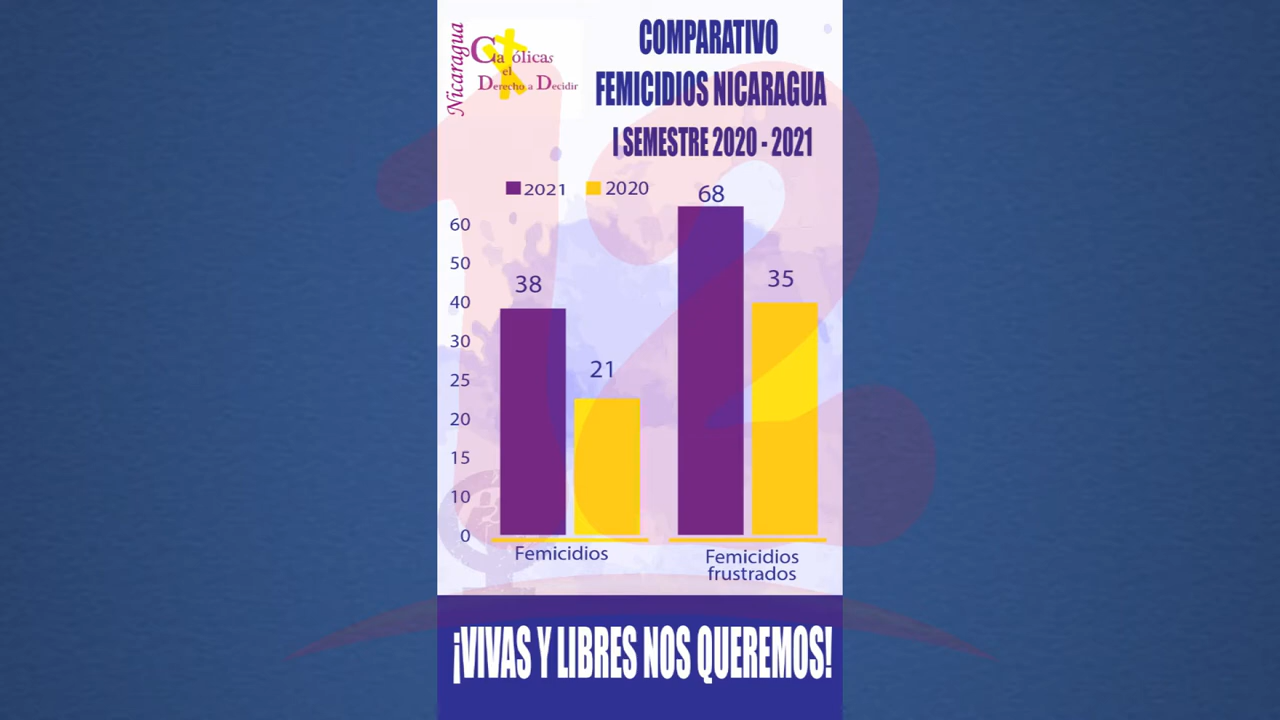 Nicaragua
Católicas
el
Derecho a Decidir
COMPARATIVO
FEMICIDIOS NICARAGUA
I SEMESTRE 2020 - 2021
2021 2020
68
60
50
38
35
40
30
21
25
20
15
10
0
Femicidios
Femicidios
frustrados
¡VIVAS Y LIBRES NOS QUEREMOS!
12